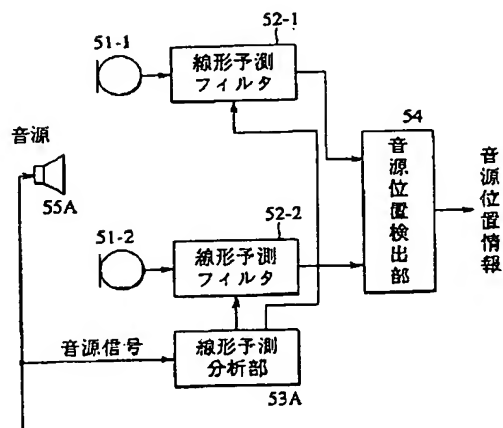 52-1
51-1
線形予測
フィルタ
54
音源
音源位置検出部
音源位置情報
55A
52-2
51-2
線形予測
フィルタ
音源信号
線形予測
分析部
53A